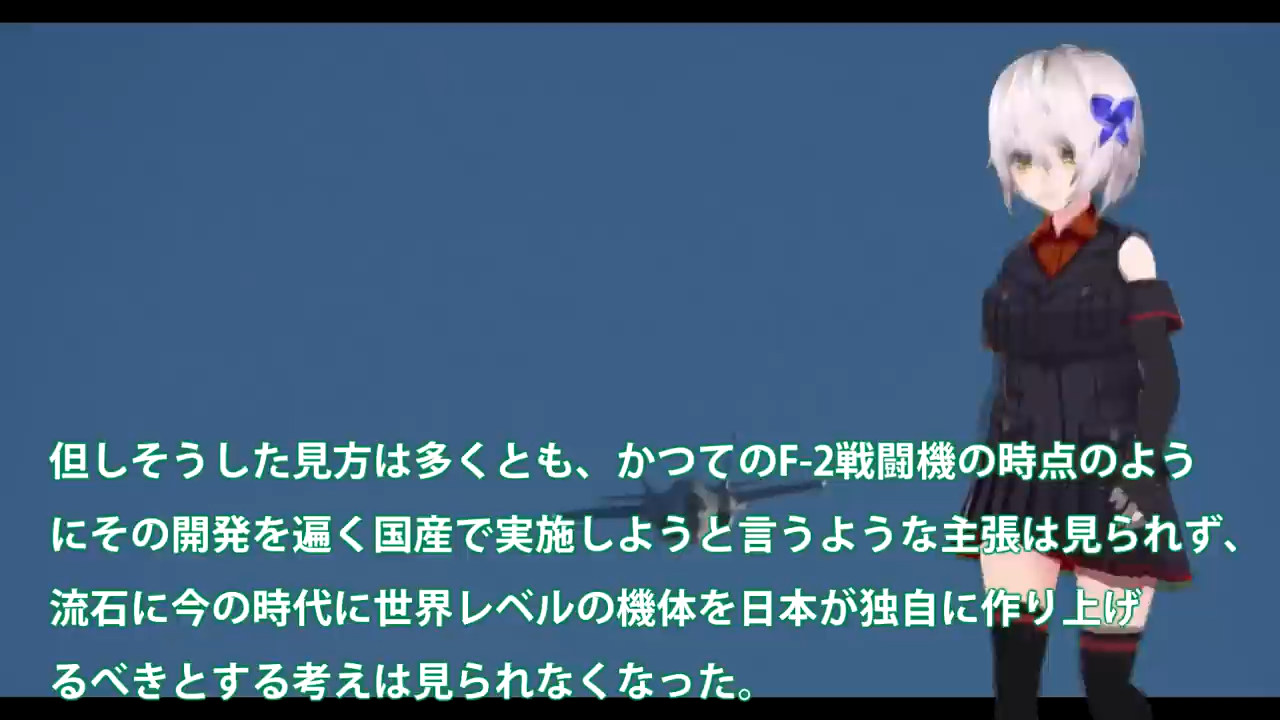 但しそうした見方は多くとも、かつてのF-2戦闘機の時点のよう
にその開発を遍く国産で実施しようと言うような主張は見られず、
流石に今の時代に世界レベルの機体を日本が独自に作り上げ
るべきとする考えは見られなくなった。